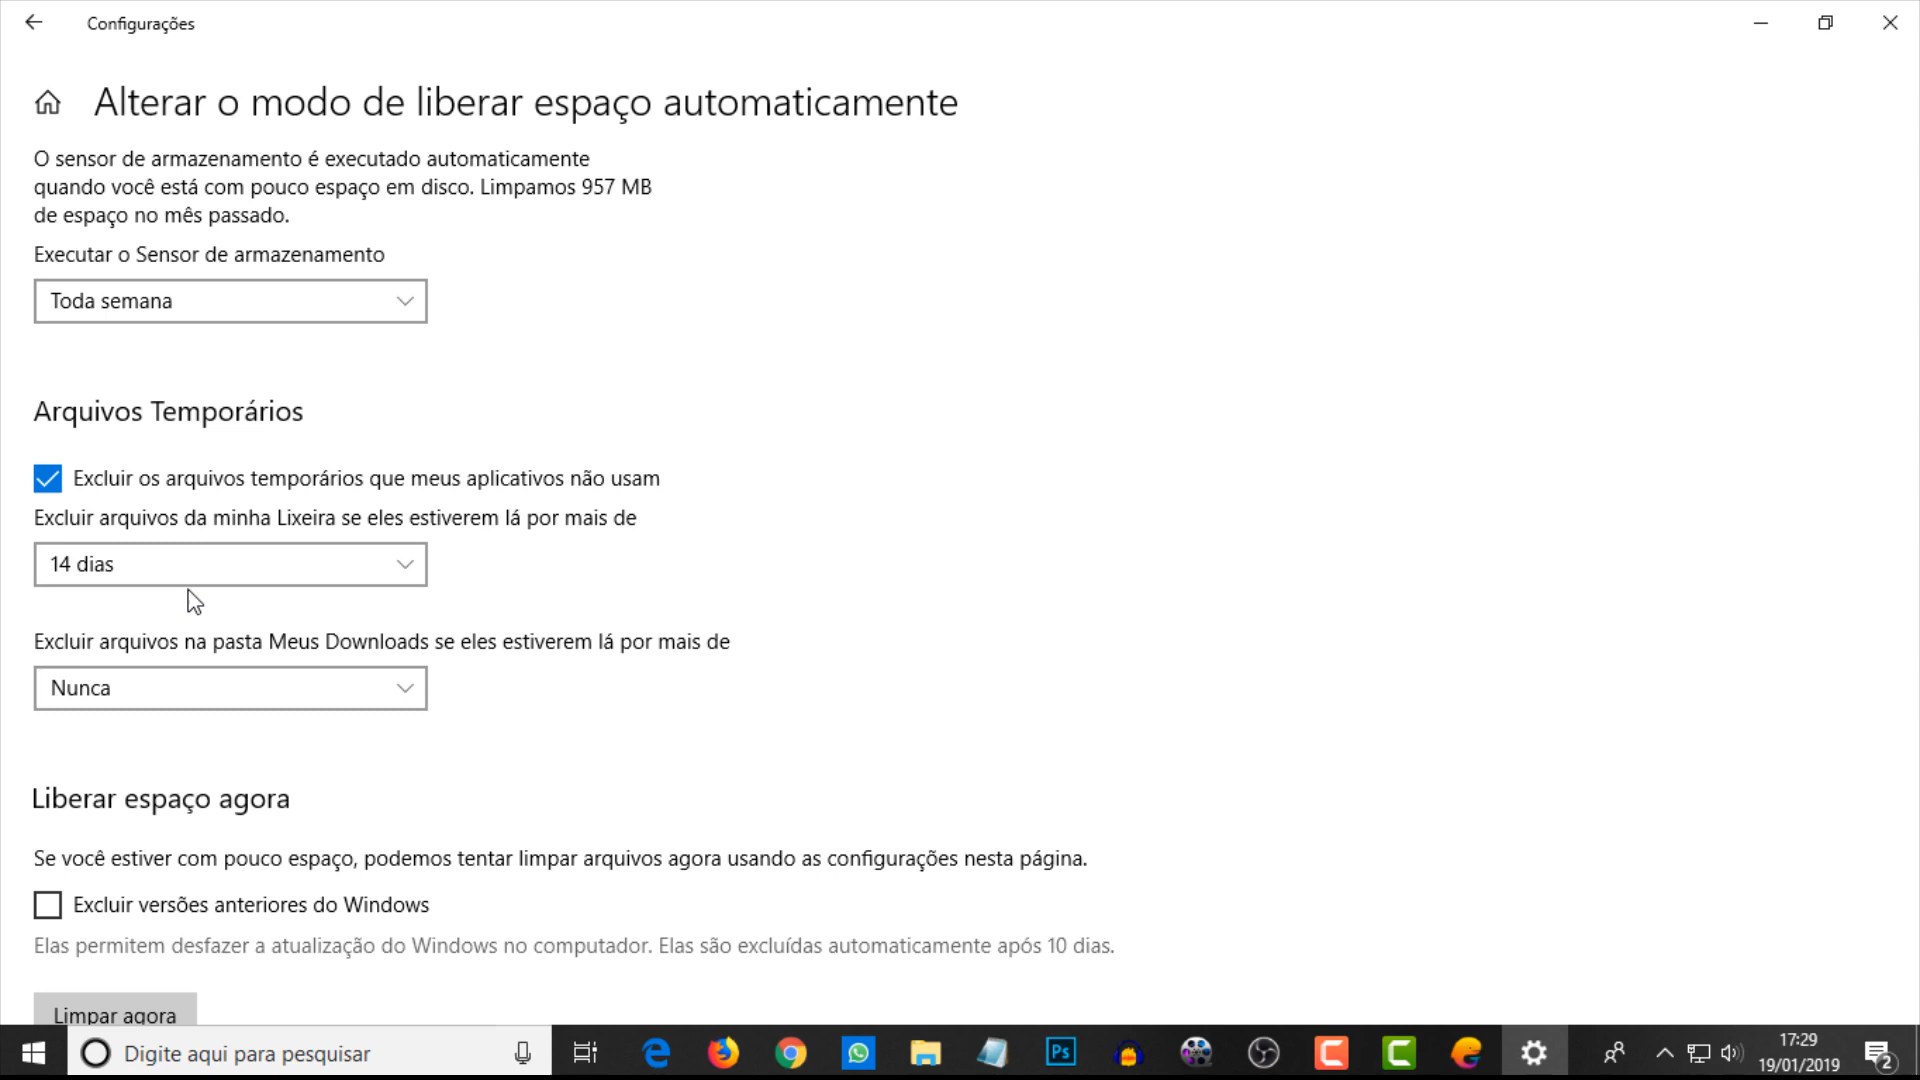 Configurações
Alterar o modo de liberar espaço automaticamente
O sensor de armazenamento é executado automaticamente
quando você está com pouco espaço em disco. Limpamos 957 MB
de espaço no mês passado.
Executar o Sensor de armazenamento
Toda semana
Arquivos Temporários
Excluir os arquivos temporários que meus aplicativos não usam
Excluir arquivos da minha Lixeira se eles estiverem lá por mais de
14 dias
Excluir arquivos na pasta Meus Downloads se eles estiverem lá por mais de
Nunca
Liberar espaço agora
Se você estiver com pouco espaço, podemos tentar limpar arquivos agora usando as configurações nesta página.
Excluir versões anteriores do Windows
Elas permitem desfazer a atualização do Windows no computador. Elas são excluídas automaticamente após 10 dias.
Limpar agora
Digite aqui para pesquisar
Ps
17:29
19/01/2019
2